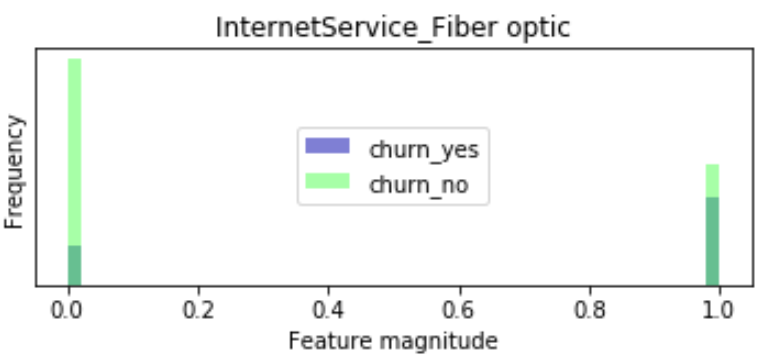 InternetService_Fiber optic
Frequency
churn_yes
churn_no
0.0 0.2 0.4 0.6 0.8 1.0
Feature magnitude